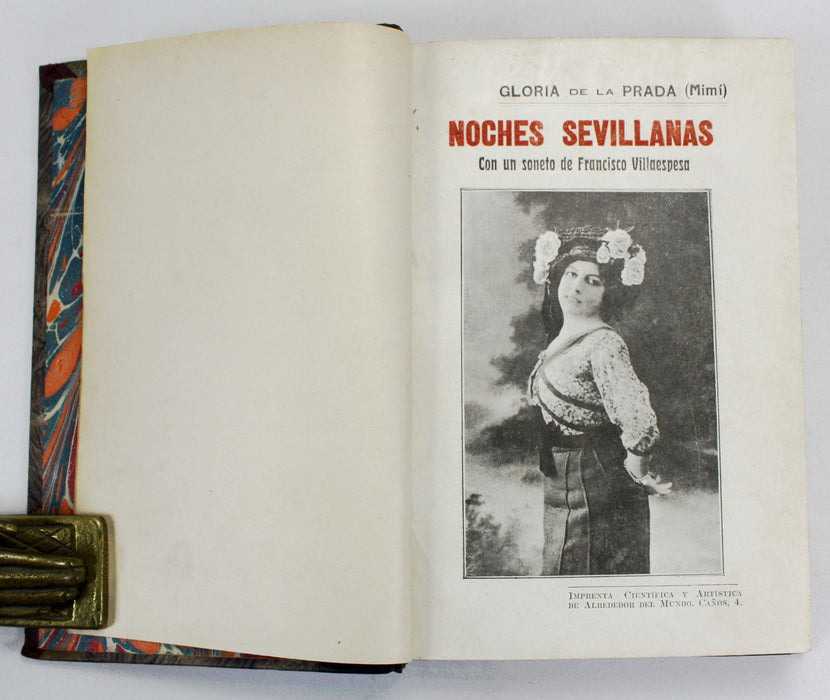 GLORIA DE LA PRADA (Mimí)
NOCHES SEVILLANAS
Con un soneto de Francisco Villaespesa
IMPRENTA CIENTÍFICA Y ARTÍSTICA
DE ALREDEDOR DEL MUNDO. CAÑOS, 4.